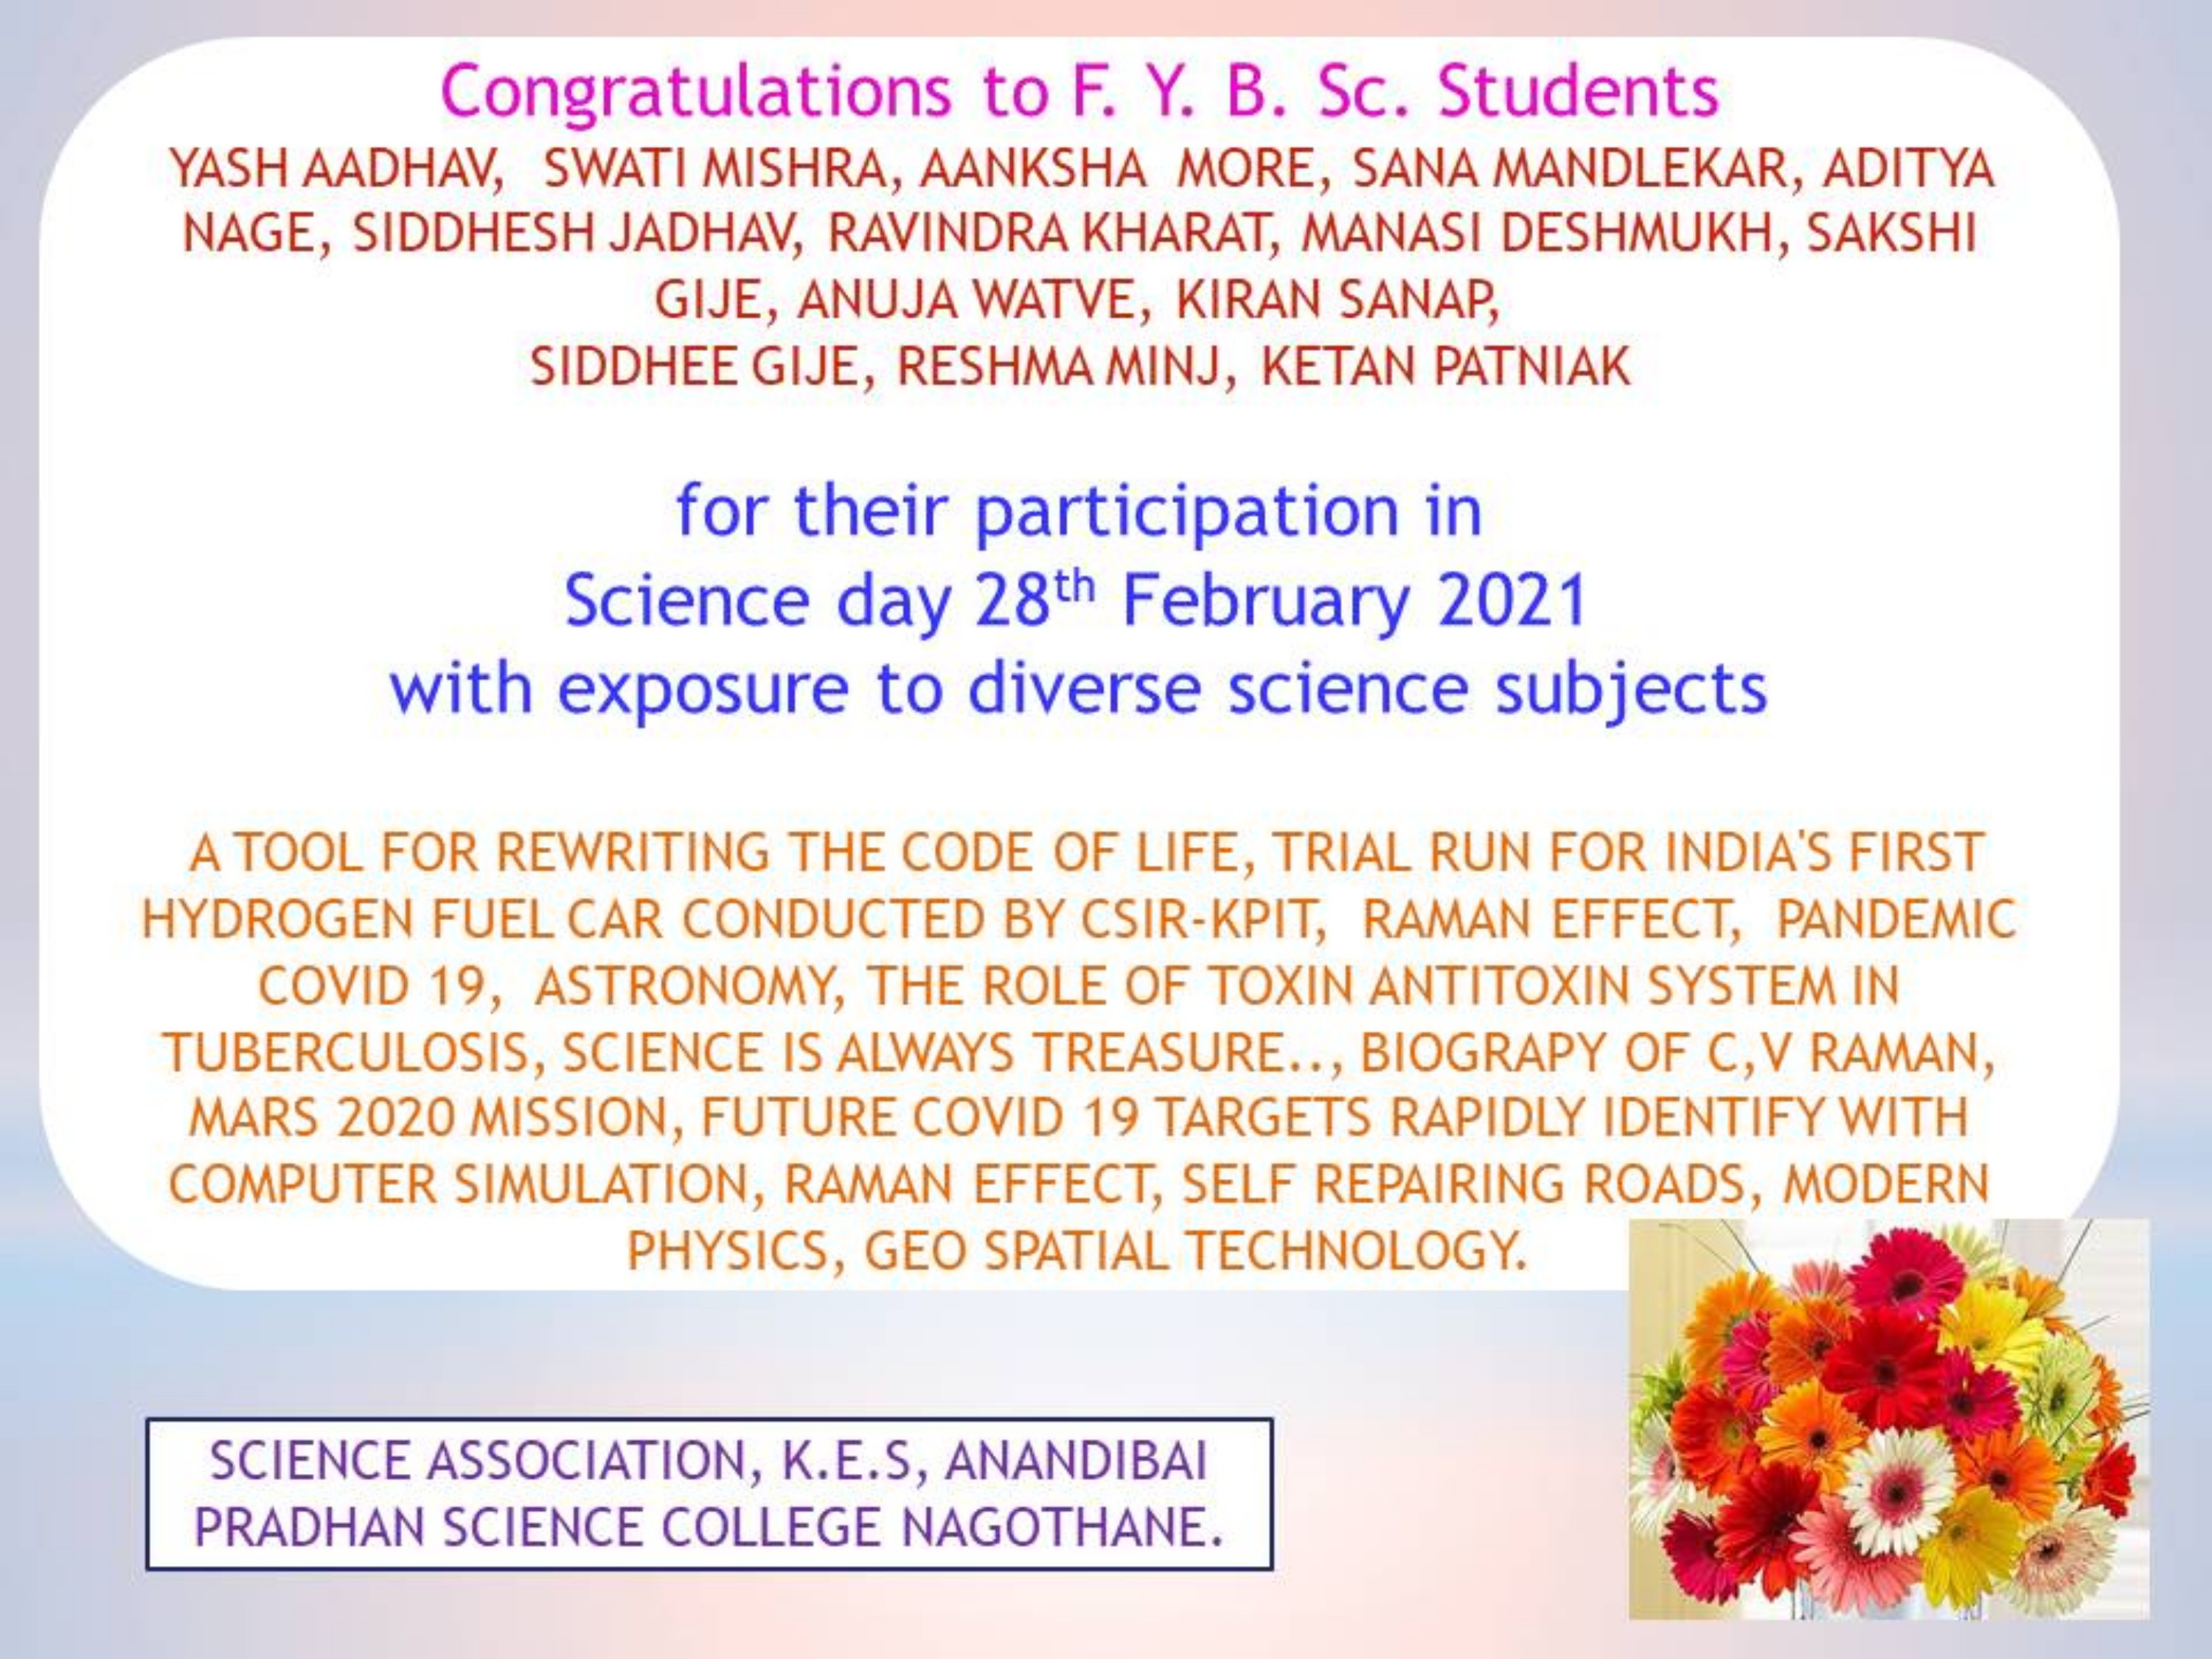 Congratulations to F. Y. B. Sc. Students
YASH AADHAV, SWATI MISHRA, AANKSHA MORE, SANA MANDLEKAR, ADITYA
NAGE, SIDDHESH JADHAV, RAVINDRA KHARAT, MANASI DESHMUKH, SAKSHI
GIJE, ANUJA WATVE, KIRAN SANAP,
SIDDHEE GIJE, RESHMA MINJ, KETAN PATNIAK
for their participation in
Science day 28th February 2021
with exposure to diverse science subjects
A TOOL FOR REWRITING THE CODE OF LIFE, TRIAL RUN FOR INDIA'S FIRST
HYDROGEN FUEL CAR CONDUCTED BY CSIR-KPIT, RAMAN EFFECT, PANDEMIC
COVID 19, ASTRONOMY, THE ROLE OF TOXIN ANTITOXIN SYSTEM IN
TUBERCULOSIS, SCIENCE IS ALWAYS TREASURE.., BIOGRAPY OF C,V RAMAN,
MARS 2020 MISSION, FUTURE COVID 19 TARGETS RAPIDLY IDENTIFY WITH
COMPUTER SIMULATION, RAMAN EFFECT, SELF REPAIRING ROADS, MODERN
PHYSICS, GEO SPATIAL TECHNOLOGY.
SCIENCE ASSOCIATION, K.E.S, ANANDIBAI
PRADHAN SCIENCE COLLEGE NAGOTHANE.